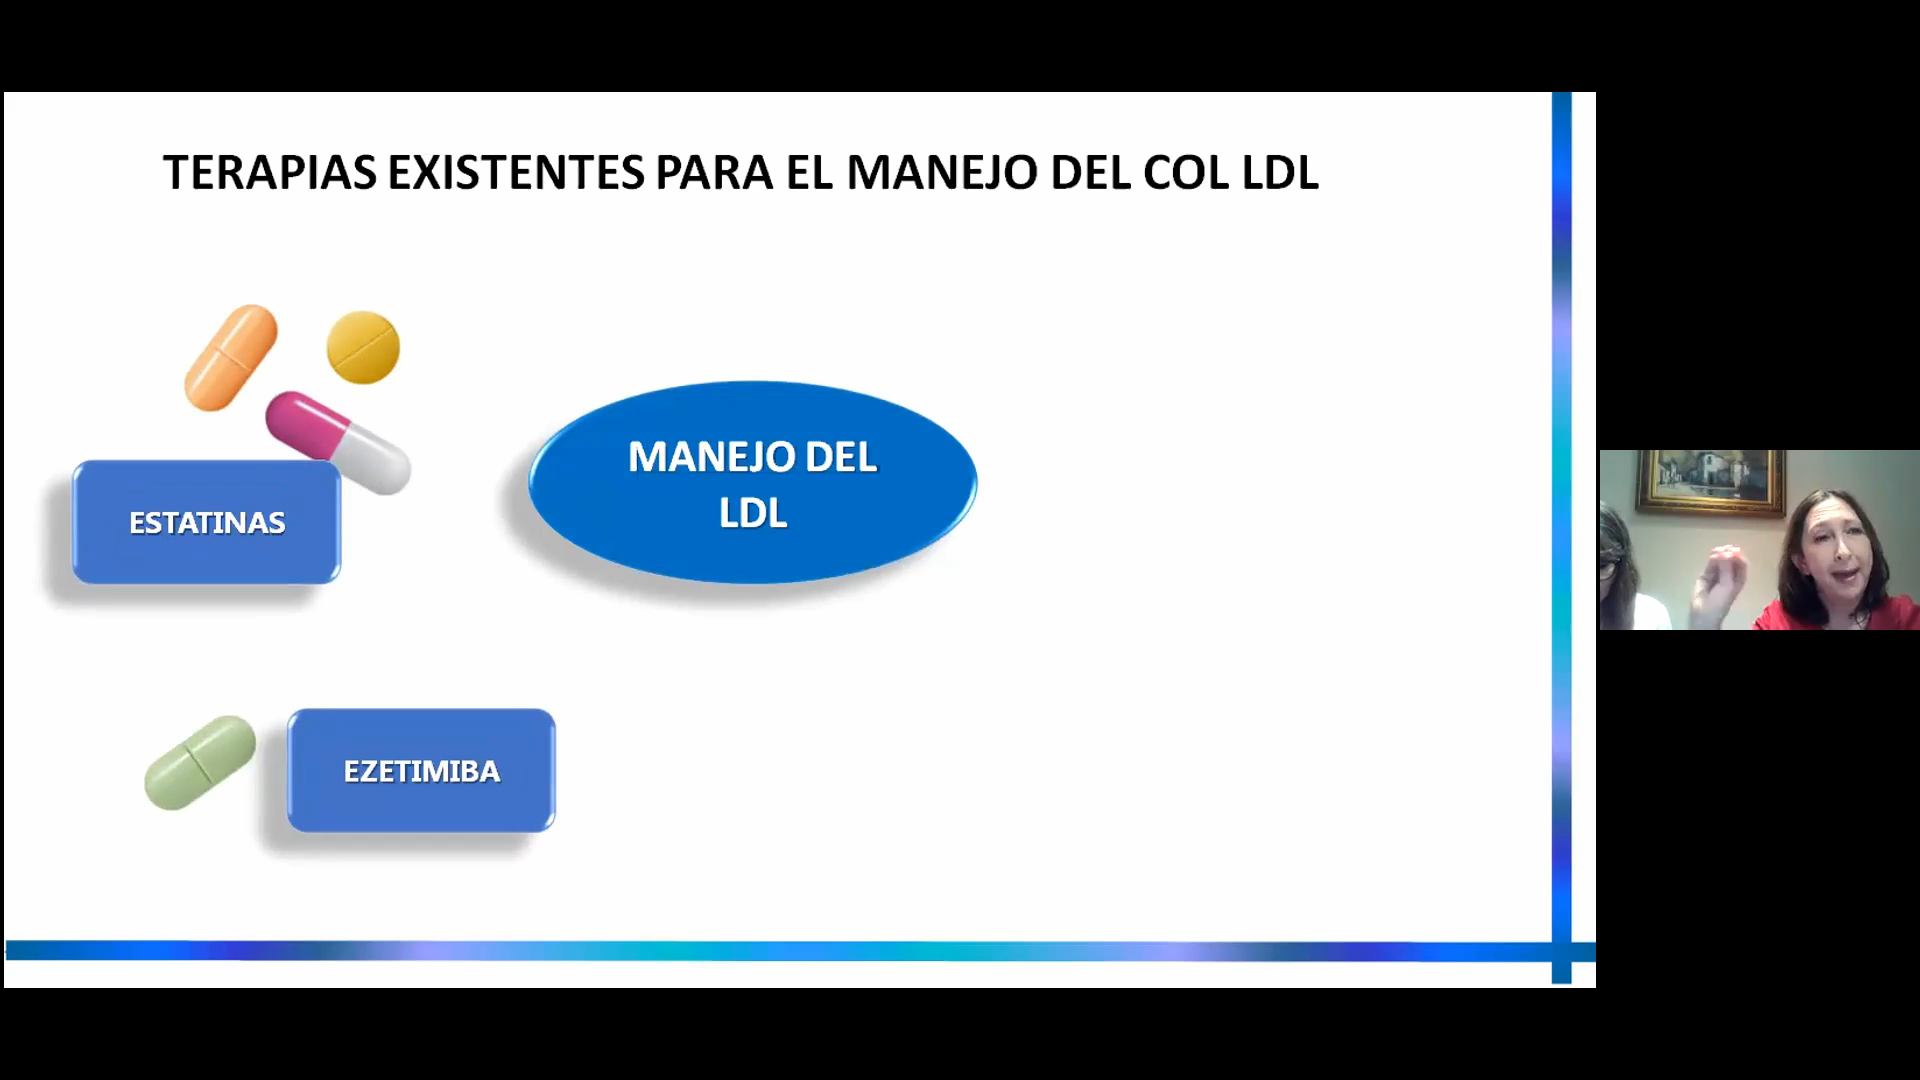 TERAPIAS EXISTENTES PARA EL MANEJO DEL COL LDL
MANEJO DEL
LDL
ESTATINAS
EZETIMIBA